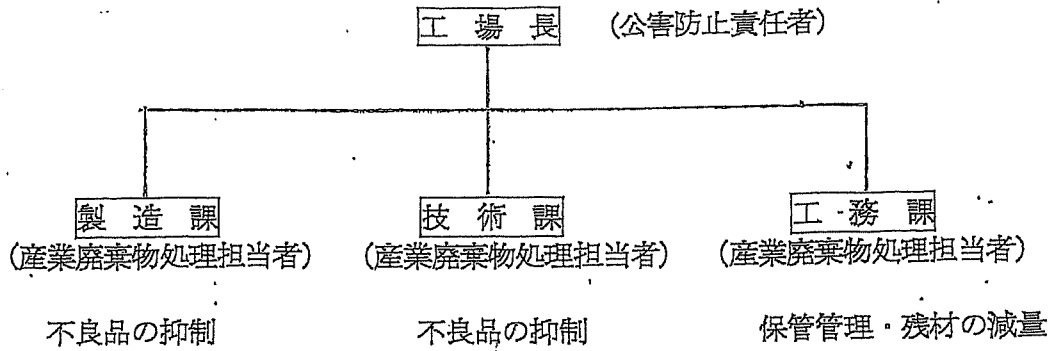 工場長 (公害防止責任者)
製造課 技術課 工務課
(産業廃棄物処理担当者) (産業廃棄物処理担当者) (産業廃棄物処理担当者)
不良品の抑制 不良品の抑制 保管管理・残材の減量